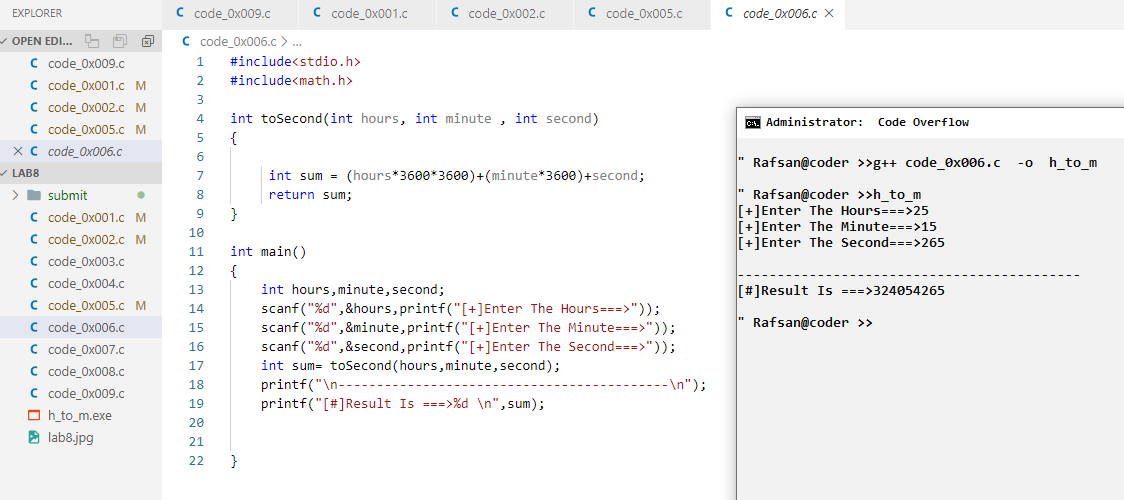 EXPLORER
OPEN EDI...
code_0x009.c
code_0x001.c M
code_0x002.c M
code_0x005.c M
code_0x006.c
LAB8
submit
code_0x001.c M
code_0x002.c M
code_0x003.c
code_0x004.c
code_0x005.c M
code_0x006.c
code_0x007.c
code_0x008.c
code_0x009.c
h_to_m.exe
lab8.jpg
code_0x009.c code_0x001.c code_0x002.c code_0x005.c code_0x006.c
code_0x006.c > ...
1 #include<stdio.h>
2 #include<math.h>
3
4 int toSecond(int hours, int minute , int second)
5 {
6
7 int sum = (hours*3600*3600)+(minute*3600)+second;
8 return sum;
9 }
10
11 int main()
12 {
13 int hours,minute,second;
14 scanf("%d",&hours,printf("[+]Enter The Hours===>"));
15 scanf("%d",&minute,printf("[+]Enter The Minute===>"));
16 scanf("%d",&second,printf("[+]Enter The Second===>"));
17 int sum= toSecond(hours,minute,second);
18 printf("\n-----------------------------------------\n");
19 printf("[#]Result Is ===>%d \n",sum);
20
21
22 }
Administrator: Code Overflow
" Rafsan@coder >>g++ code_0x006.c -o h_to_m
" Rafsan@coder >>h_to_m
[+]Enter The Hours===>25
[+]Enter The Minute===>15
[+]Enter The Second===>265
-------------------------------------------
[#]Result Is ===>324054265
" Rafsan@coder >>